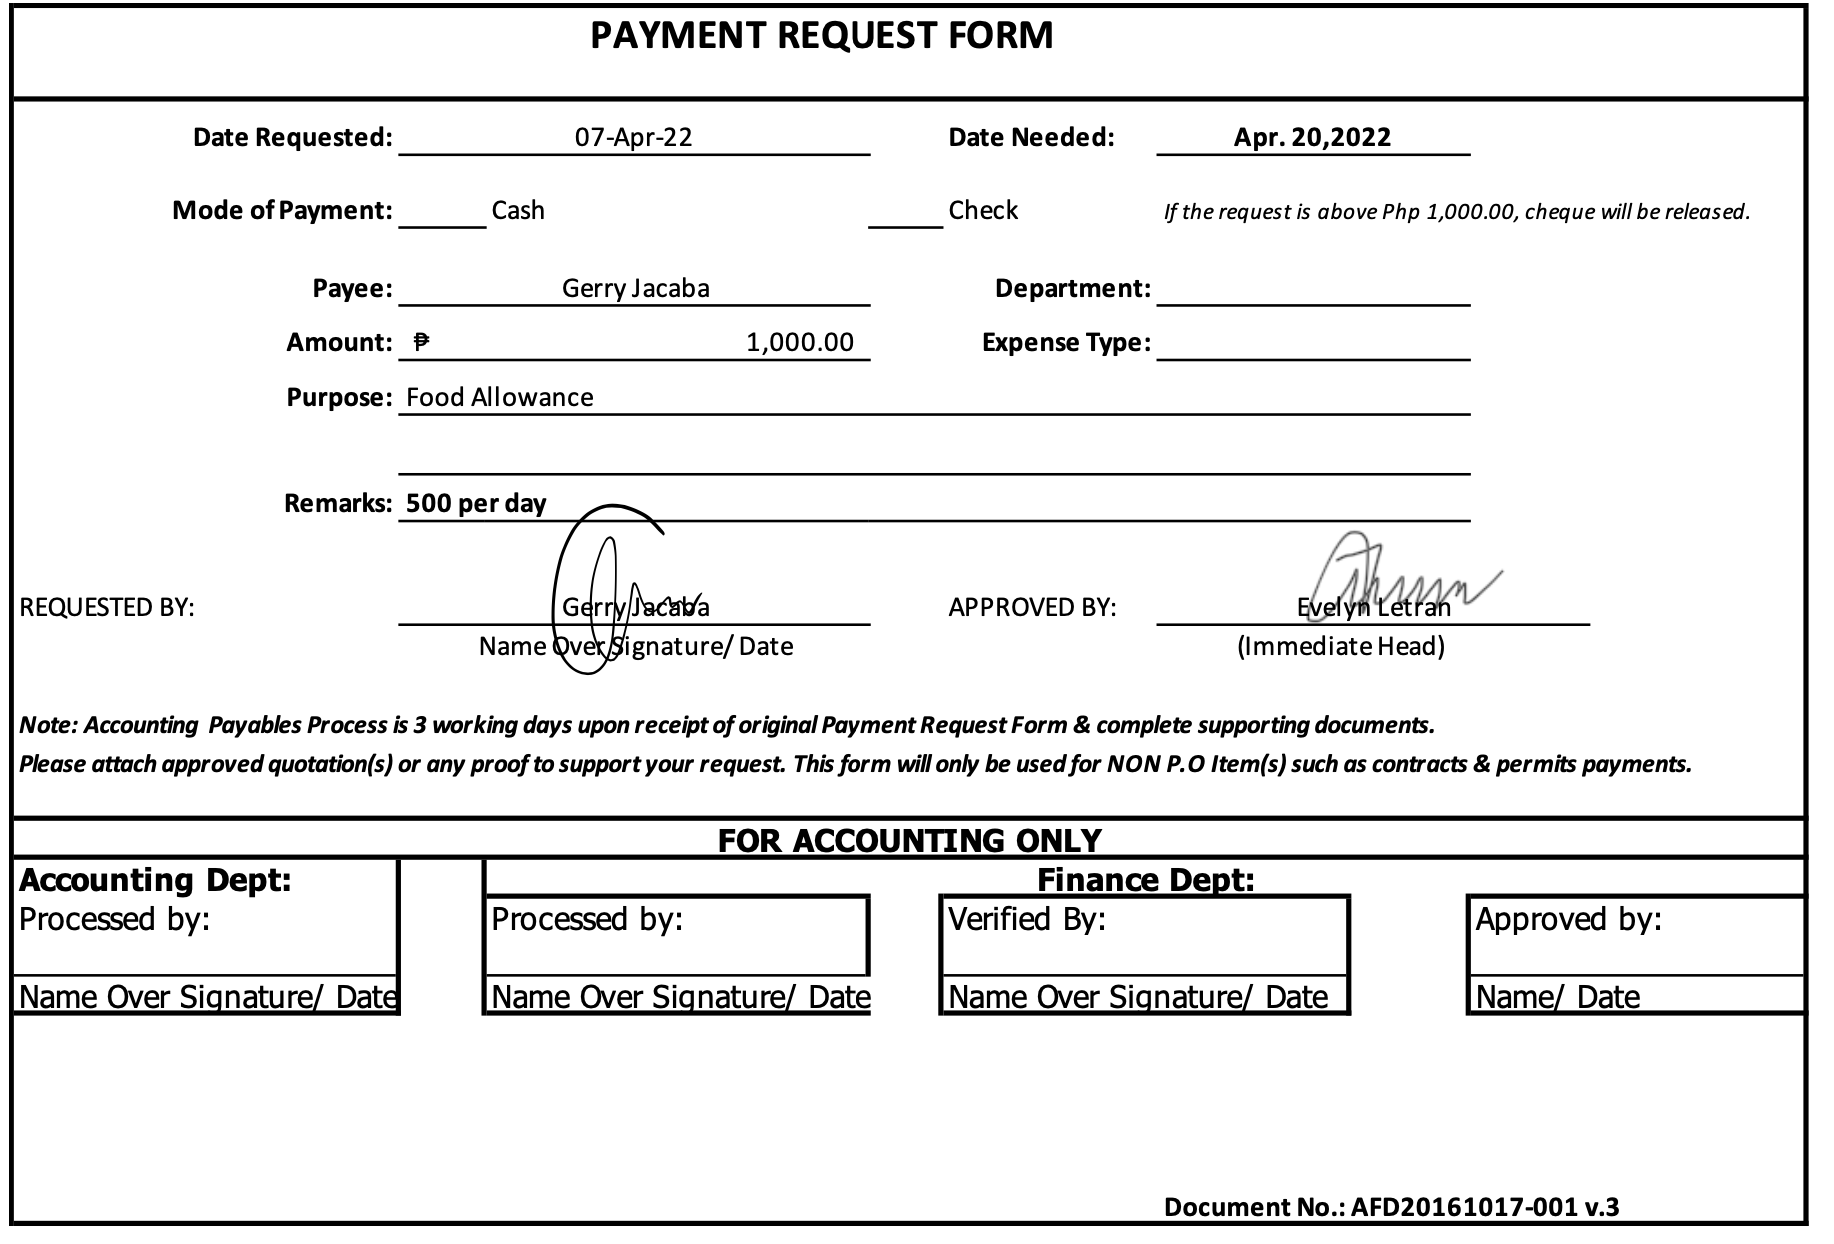 PAYMENT REQUEST FORM
Date Requested: 07-Apr-22 Date Needed: Apr. 20,2022
Mode of Payment: Cash Check If the request is above Php 1,000.00, cheque will be released.
Payee: Gerry Jacaba Department:
Amount: ₱ 1,000.00 Expense Type:
Purpose: Food Allowance
Remarks: 500 per day
REQUESTED BY: Gerry Jacaba APPROVED BY: Evelyn Letran
Name Over Signature/ Date (Immediate Head)
Note: Accounting Payables Process is 3 working days upon receipt of original Payment Request Form & complete supporting documents.
Please attach approved quotation(s) or any proof to support your request. This form will only be used for NON P.O Item(s) such as contracts & permits payments.
FOR ACCOUNTING ONLY
Accounting Dept: Finance Dept:
Processed by: Processed by: Verified By: Approved by:
Name Over Signature/ Date Name Over Signature/ Date Name Over Signature/ Date Name/ Date
Document No.: AFD20161017-001 v.3